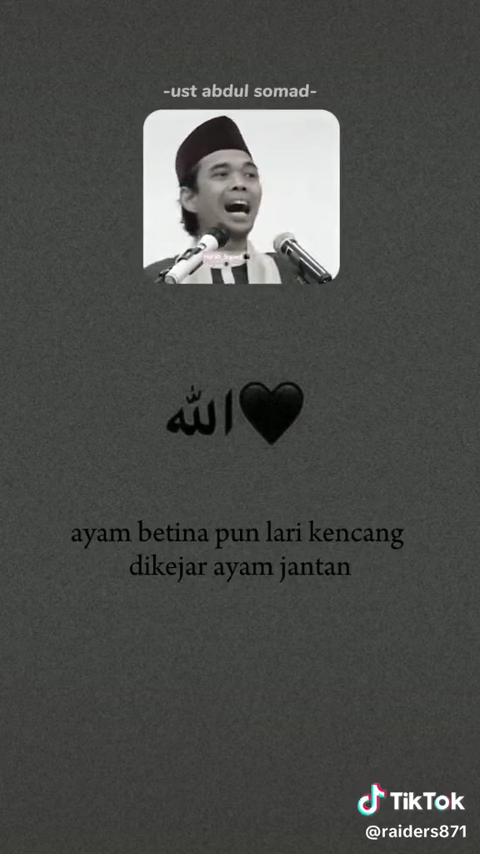 -ust abdul somad-
الله🖤
ayam betina pun lari kencang
dikejar ayam jantan
TikTok
@raiders871